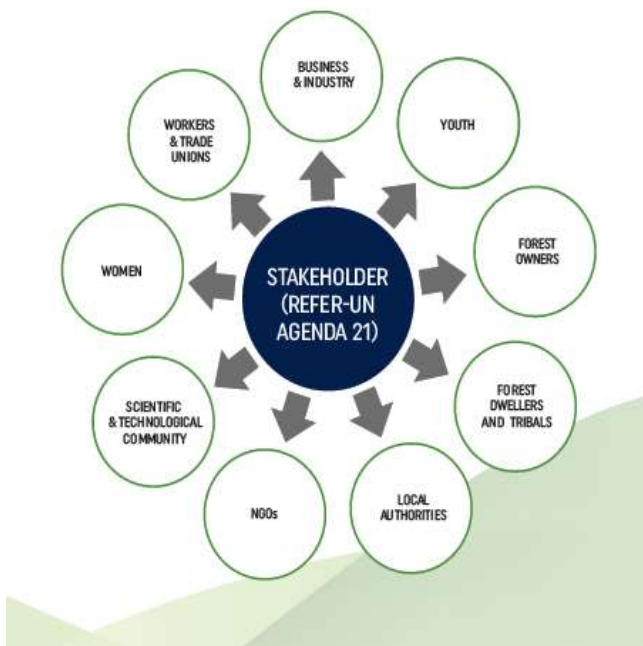 BUSINESS
& INDUSTRY
YOUTH
FOREST
OWNERS
FOREST
DWELLERS
AND TRIBALS
LOCAL
AUTHORITIES
NGOs
SCIENTIFIC
& TECHNOLOGICAL
COMMUNITY
WOMEN
WORKERS
& TRADE
UNIONS
STAKEHOLDER
(REFER-UN
AGENDA 21)